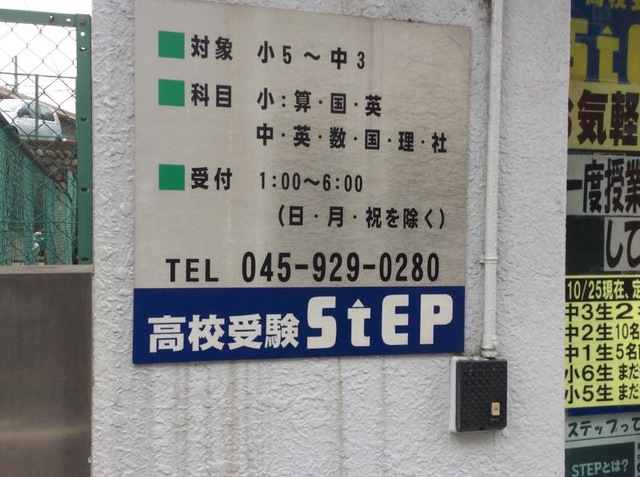 対象 小5～中3
科目 小:算・国・英
中・英・数・国・理・社
受付 1:00～6:00
(日・月・祝を除く)
TEL 045-929-0280
高校受験 StEP
お気軽
一度授業
して
10/25現在、定
中3生 2
中2生 10名
中1生 5名
小6生 まだ
小5生 まだ
ステップって
STEPとは?